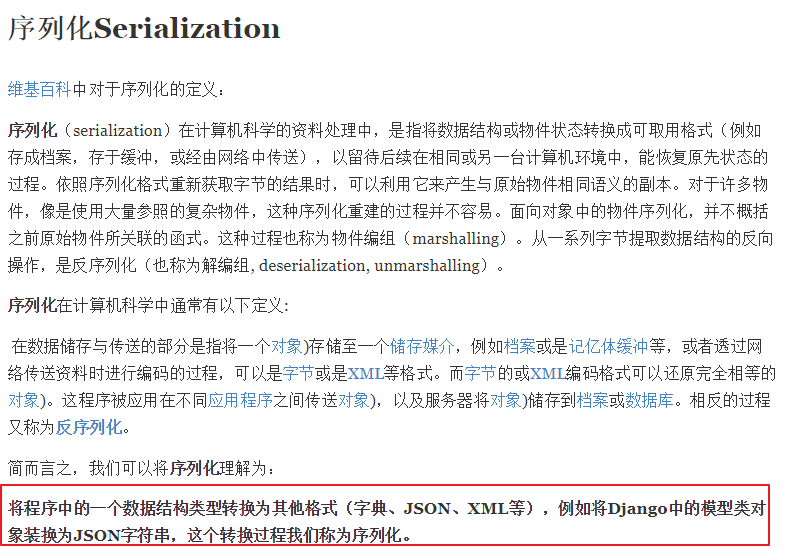 序列化Serialization
维基百科中对于序列化的定义：
序列化（serialization）在计算机科学的资料处理中，是指将数据结构或物件状态转换成可取用格式（例如
存成档案，存于缓冲，或经由网络中传送），以留待后续在相同或另一台计算机环境中，能恢复原先状态的
过程。依照序列化格式重新获取字节的结果时，可以利用它来产生与原始物件相同语义的副本。对于许多物
件，像是使用大量参照的复杂物件，这种序列化重建的过程并不容易。面向对象中的物件序列化，并不概括
之前原始物件所关联的函式。这种过程也称为物件编组（marshalling）。从一系列字节提取数据结构的反向
操作，是反序列化（也称为解编组, deserialization, unmarshalling）。
序列化在计算机科学中通常有以下定义:
在数据储存与传送的部分是指将一个对象)存储至一个储存媒介，例如档案或是记亿体缓冲等，或者透过网
络传送资料时进行编码的过程，可以是字节或是XML等格式。而字节的或XML编码格式可以还原完全相等的
对象)。这程序被应用在不同应用程序之间传送对象)，以及服务器将对象)储存到档案或数据库。相反的过程
又称为反序列化。
简而言之，我们可以将序列化理解为：
将程序中的一个数据结构类型转换为其他格式（字典、JSON、XML等），例如将Django中的模型类对
象装换为JSON字符串，这个转换过程我们称为序列化。